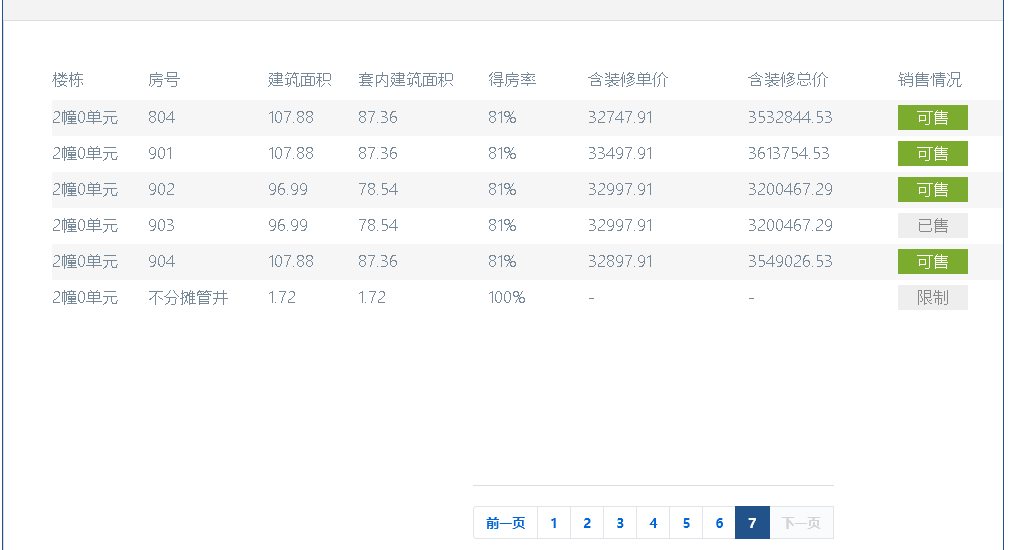 楼栋 房号 建筑面积 套内建筑面积 得房率 含装修单价 含装修总价 销售情况
2幢0单元 804 107.88 87.36 81% 32747.91 3532844.53 可售
2幢0单元 901 107.88 87.36 81% 33497.91 3613754.53 可售
2幢0单元 902 96.99 78.54 81% 32997.91 3200467.29 可售
2幢0单元 903 96.99 78.54 81% 32997.91 3200467.29 已售
2幢0单元 904 107.88 87.36 81% 32897.91 3549026.53 可售
2幢0单元 不分摊管井 1.72 1.72 100% - - 限制
前一页 1 2 3 4 5 6 7 下一页